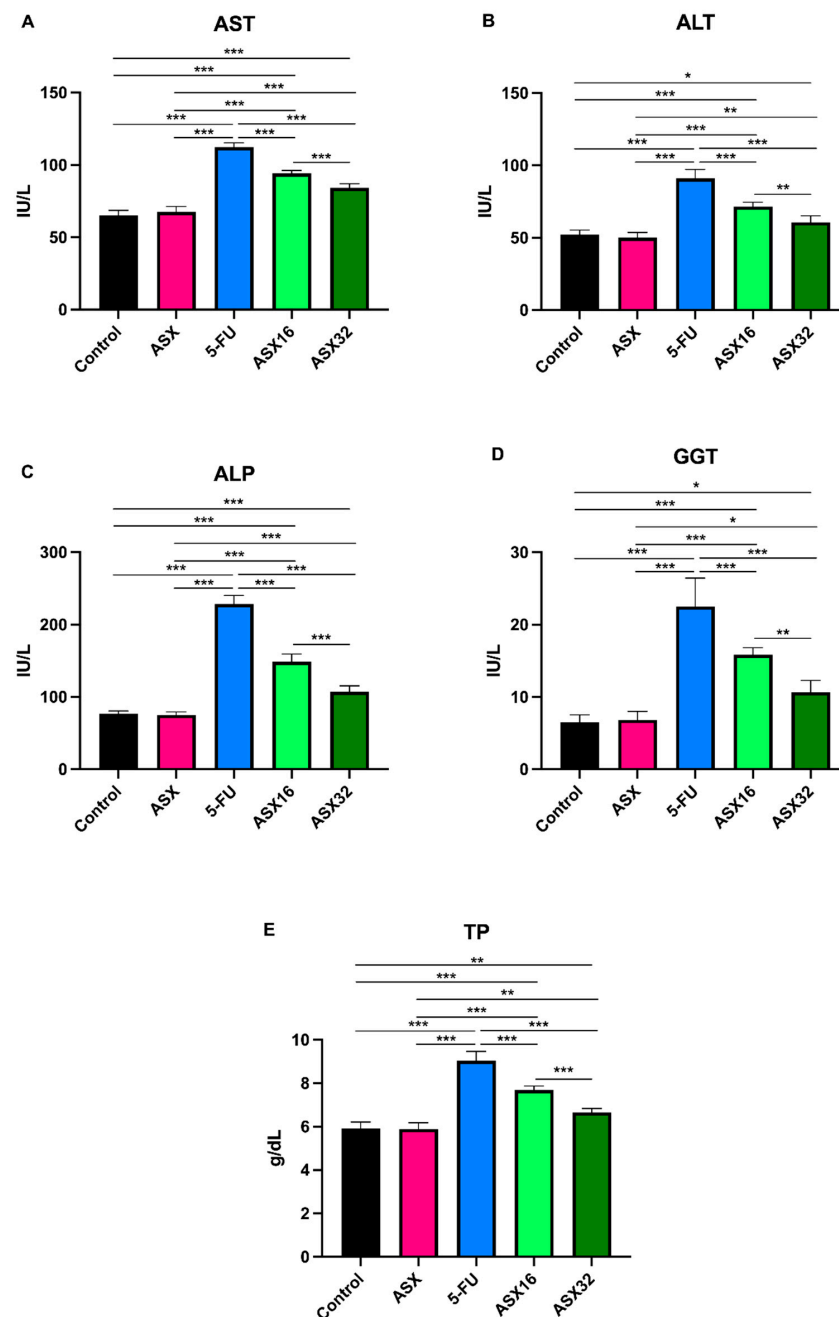 A
AST
***
***
***
***
*** ***
*** ***
***
150
100
50
0
IU/L
Control
ASX
5-FU
ASX16
ASX32
B
ALT
*
***
**
***
*** ***
*** ***
**
150
100
50
0
IU/L
Control
ASX
5-FU
ASX16
ASX32
C
ALP
***
***
***
***
*** ***
*** ***
***
300
200
100
0
IU/L
Control
ASX
5-FU
ASX16
ASX32
D
GGT
*
***
*
***
*** ***
*** ***
**
30
20
10
0
IU/L
Control
ASX
5-FU
ASX16
ASX32
E
TP
**
***
**
***
*** ***
*** ***
***
10
8
6
4
2
0
g/dL
Control
ASX
5-FU
ASX16
ASX32